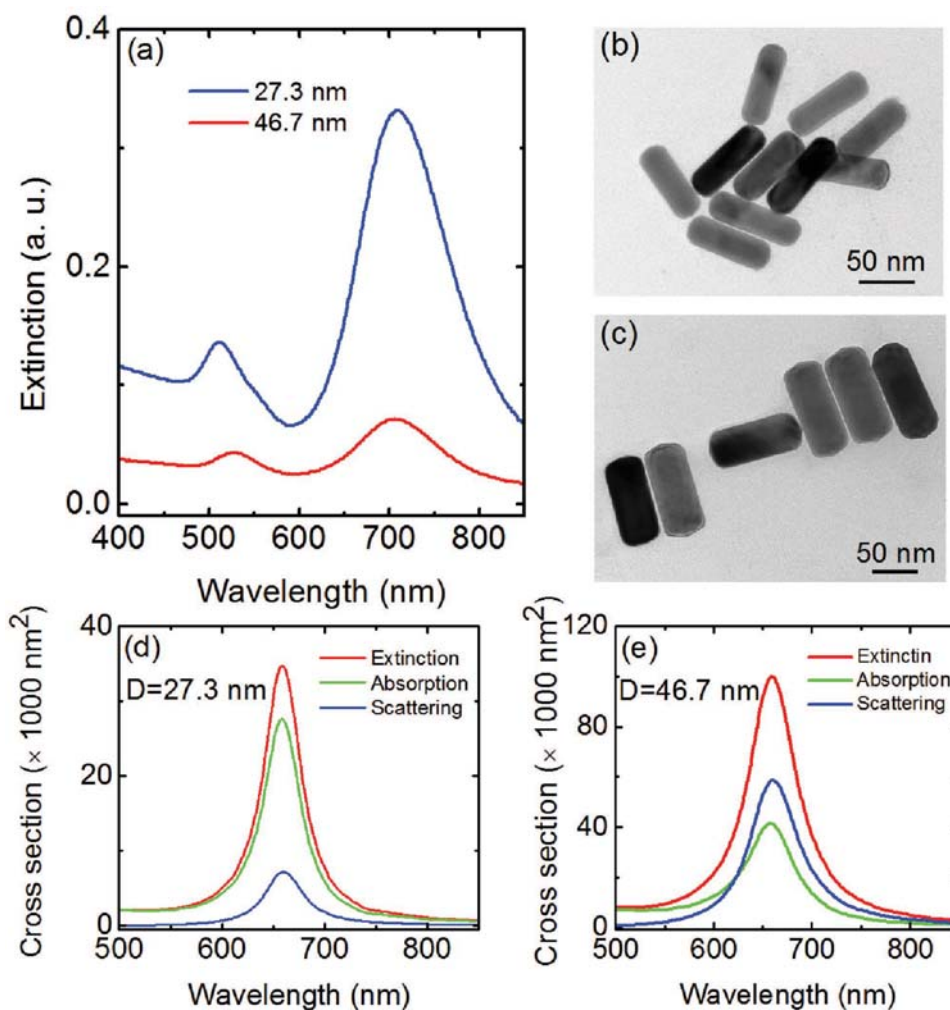 (a)
27.3 nm
46.7 nm
Extinction (a. u.)
0.4
0.2
0.0
400 500 600 700 800
Wavelength (nm)
(b)
50 nm
(c)
50 nm
(d)
D=27.3 nm
Extinction
Absorption
Scattering
Cross section (× 1000 nm²)
40
20
0
500 600 700 800
Wavelength (nm)
(e)
D=46.7 nm
Extinctin
Absorption
Scattering
Cross section (× 1000 nm²)
120
80
40
0
500 600 700 800
Wavelength (nm)